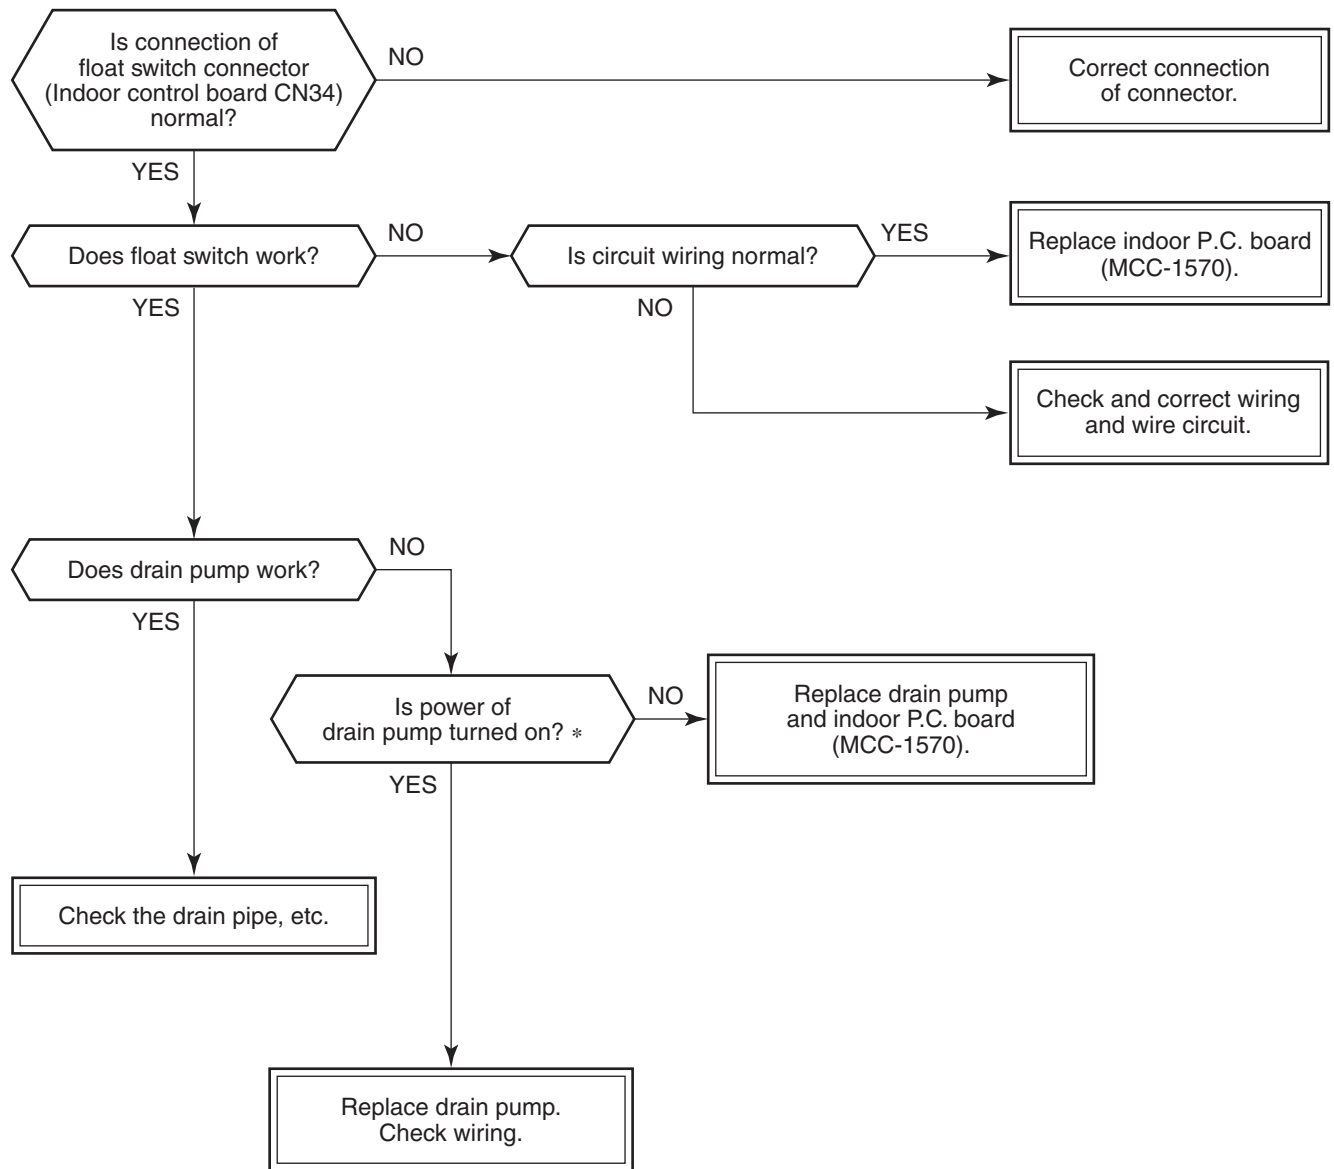 Is connection of
float switch connector
(Indoor control board CN34)
normal?
NO
Correct connection
of connector.
YES
Does float switch work?
NO
Is circuit wiring normal?
YES
Replace indoor P.C. board
(MCC-1570).
YES
NO
Check and correct wiring
and wire circuit.
Does drain pump work?
NO
YES
Is power of
drain pump turned on? *
NO
Replace drain pump
and indoor P.C. board
(MCC-1570).
YES
Check the drain pipe, etc.
Replace drain pump.
Check wiring.